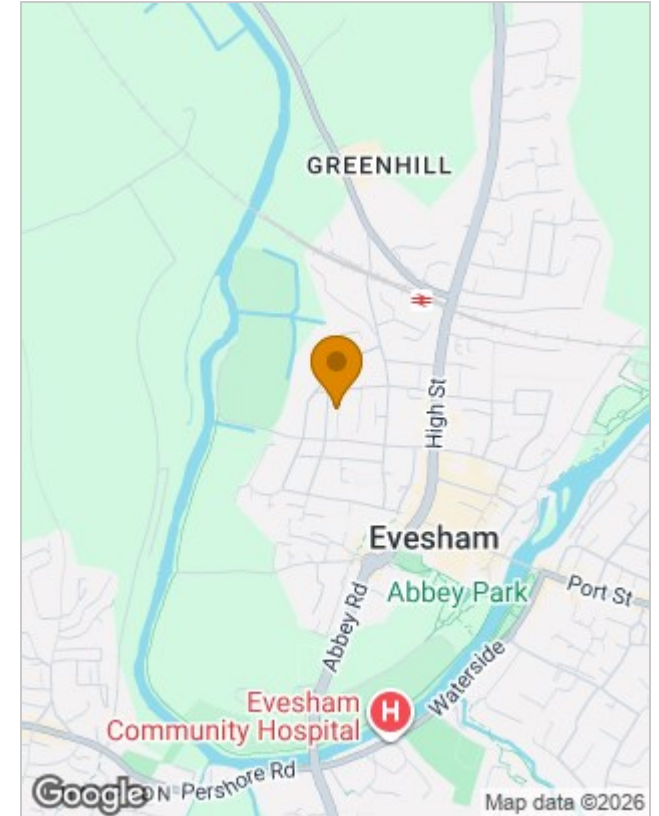 GREENHILL
High St
Evesham
Abbey Park
Port St
Abbey Rd
Waterside
Evesham
Community Hospital
H
N Pershore Rd
Google
Map data ©2026